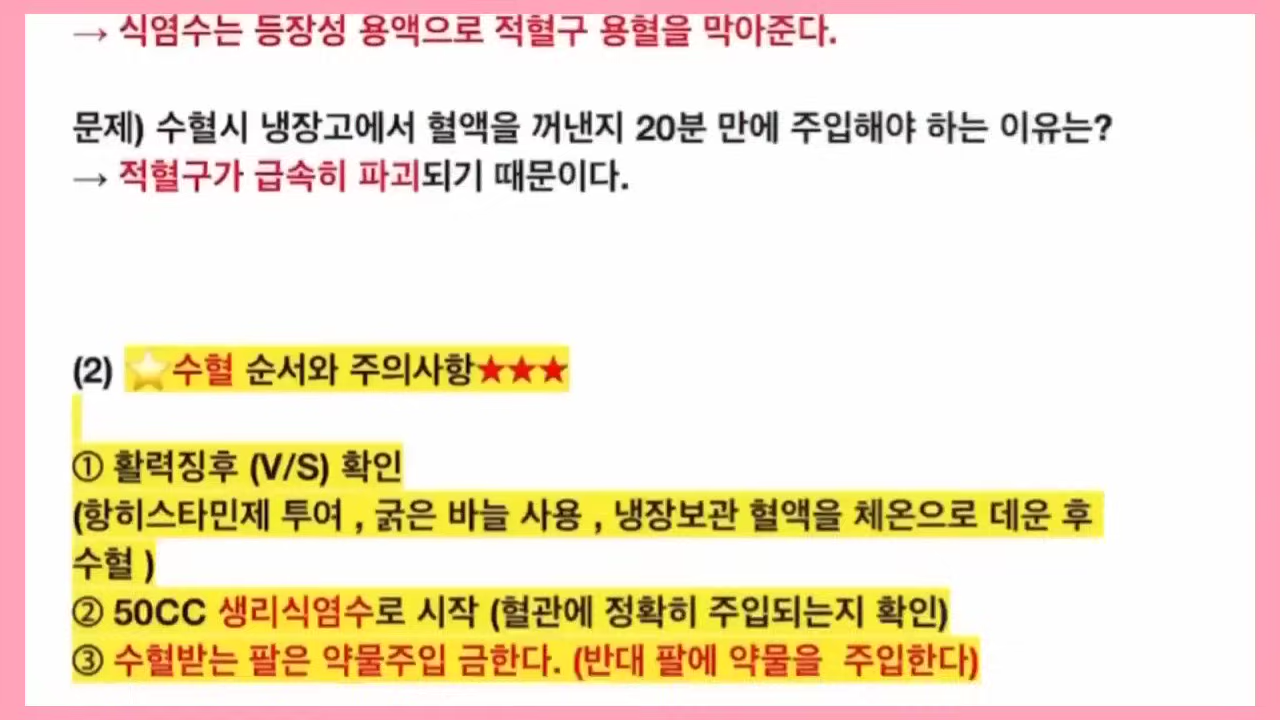 → 식염수는 등장성 용액으로 적혈구 용혈을 막아준다.
문제) 수혈시 냉장고에서 혈액을 꺼낸지 20분 만에 주입해야 하는 이유는?
→ 적혈구가 급속히 파괴되기 때문이다.
(2) ⭐수혈 순서와 주의사항★★★
① 활력징후 (V/S) 확인
(항히스타민제 투여 , 굵은 바늘 사용 , 냉장보관 혈액을 체온으로 데운 후
수혈 )
② 50CC 생리식염수로 시작 (혈관에 정확히 주입되는지 확인)
③ 수혈받는 팔은 약물주입 금한다. (반대 팔에 약물을 주입한다)